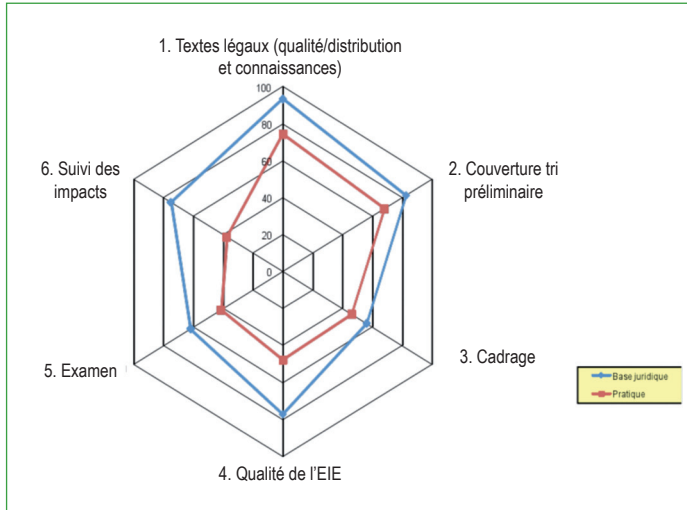 1. Textes légaux (qualité/distribution
et connaissances)
100
80
60
40
20
0
6. Suivi des
impacts
2. Couverture tri
préliminaire
5. Examen
3. Cadrage
4. Qualité de l'EIE
Base juridique
Pratique